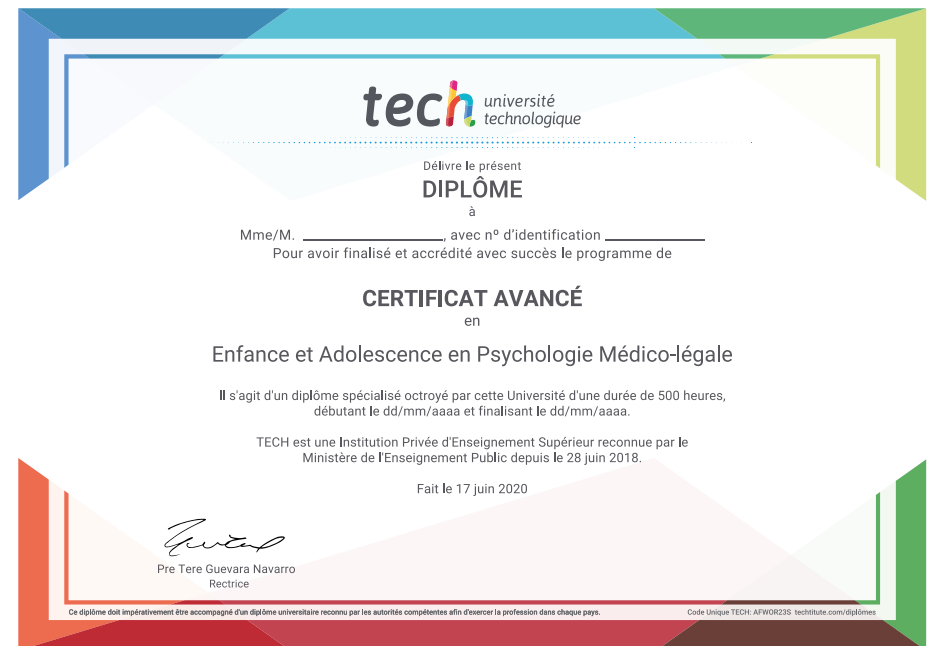 tech université
technologique
Délivre le présent
DIPLÔME
à
Mme/M. ____________________, avec nº d'identification ______________
Pour avoir finalisé et accrédité avec succès le programme de
CERTIFICAT AVANCÉ
en
Enfance et Adolescence en Psychologie Médico-légale
Il s'agit d'un diplôme spécialisé octroyé par cette Université d'une durée de 500 heures,
débutant le dd/mm/aaaa et finalisant le dd/mm/aaaa.
TECH est une Institution Privée d'Enseignement Supérieur reconnue par le
Ministère de l'Enseignement Public depuis le 28 juin 2018.
Fait le 17 juin 2020
Pre Tere Guevara Navarro
Rectrice
Ce diplôme doit impérativement être accompagné d'un diplôme universitaire reconnu par les autorités compétentes afin d'exercer la profession dans chaque pays.
Code Unique TECH: AFWOR23S techtitute.com/diplômes